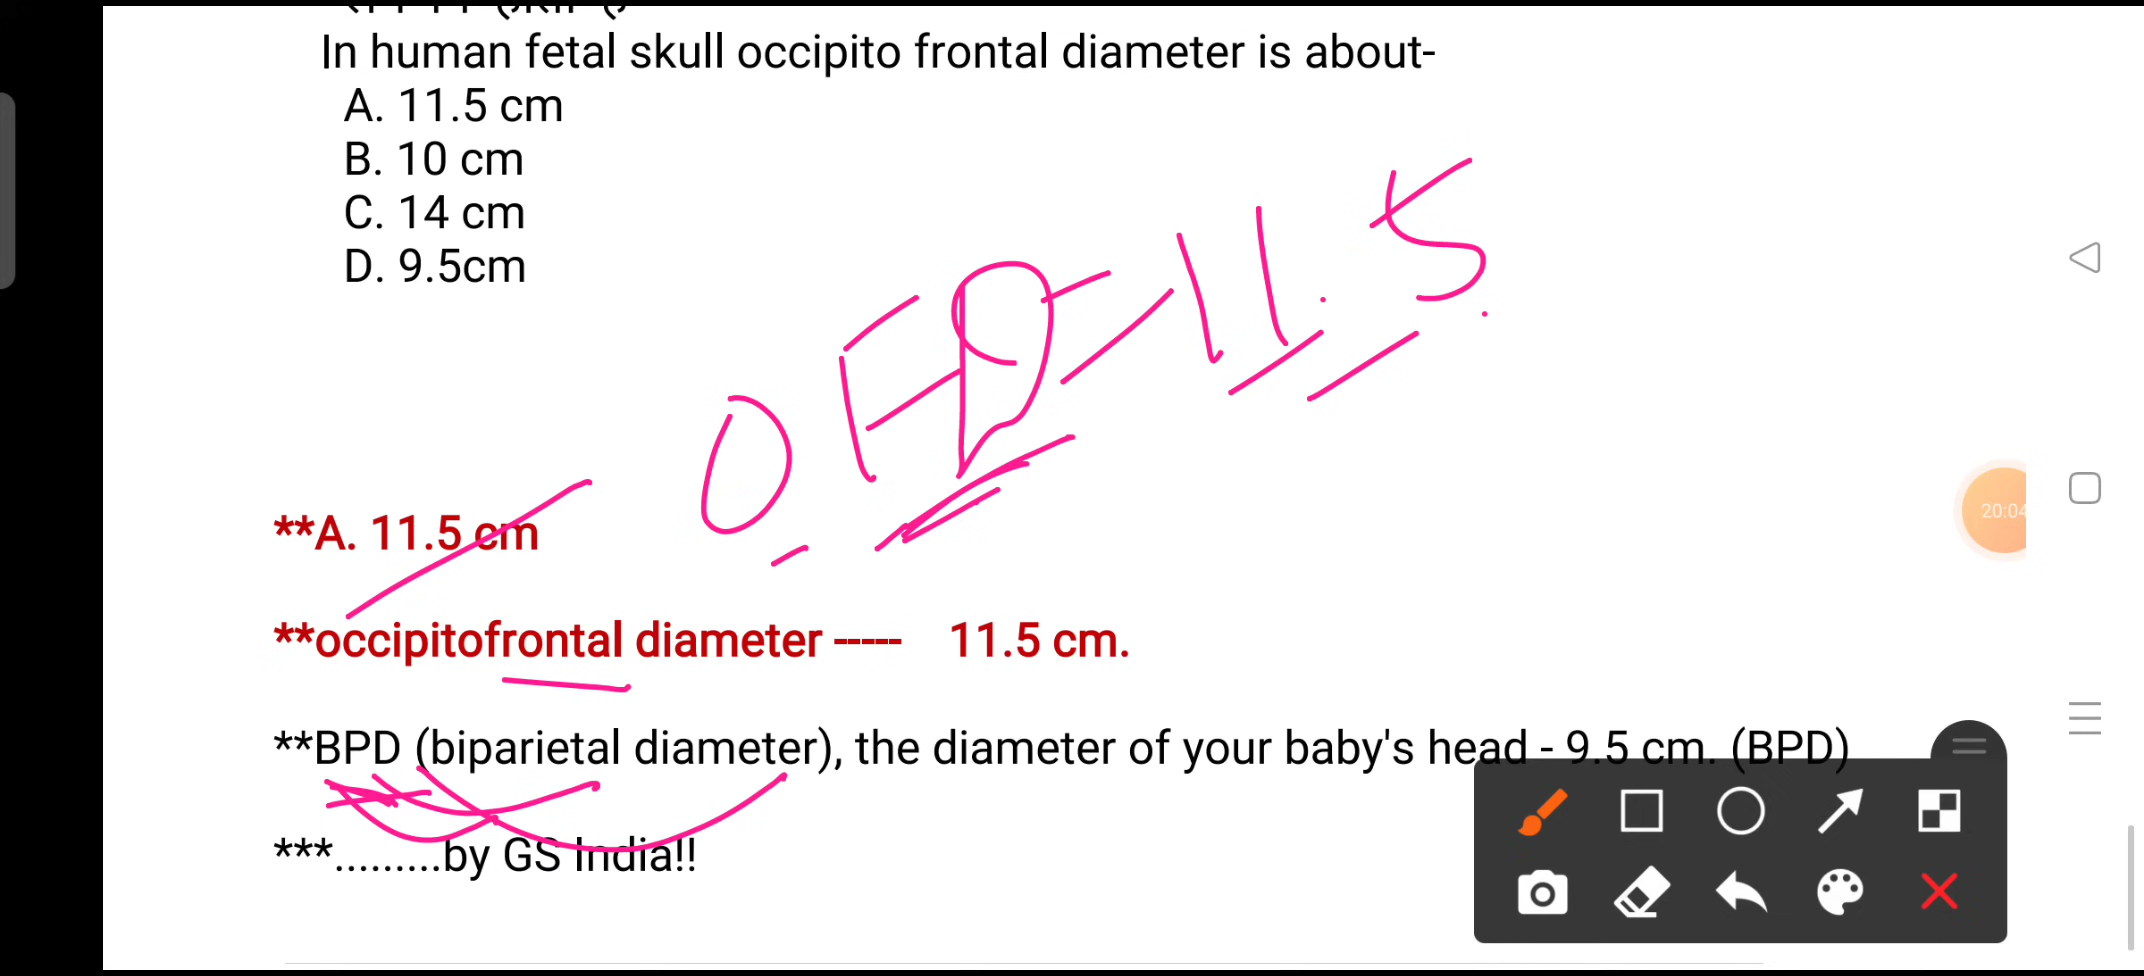 In human fetal skull occipito frontal diameter is about-
A. 11.5 cm
B. 10 cm
C. 14 cm
D. 9.5cm
OFD-11.5
**A. 11.5 cm
**occipitofrontal diameter ----- 11.5 cm.
**BPD (biparietal diameter), the diameter of your baby's head - 9.5 cm. (BPD)
***.........by GS India!!
20:04